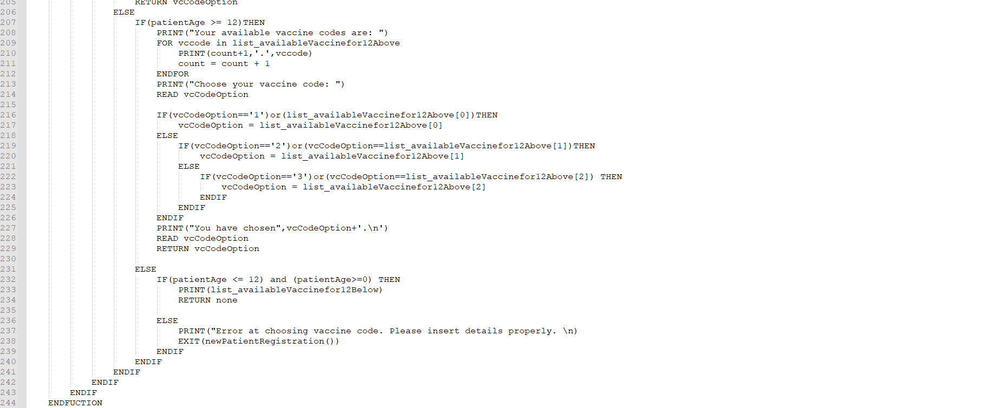 205 RETURN vcCodeOption
206 ELSE
207 IF(patientAge >= 12)THEN
208 PRINT("Your available vaccine codes are: ")
209 FOR vccode in list_availableVaccinefor12Above
210 PRINT(count+1,'.',vccode)
211 count = count + 1
212 ENDFOR
213 PRINT("Choose your vaccine code: ")
214 READ vcCodeOption
215
216 IF(vcCodeOption=='1')or(list_availableVaccinefor12Above[0])THEN
217 vcCodeOption = list_availableVaccinefor12Above[0]
218 ELSE
219 IF(vcCodeOption=='2')or(vcCodeOption==list_availableVaccinefor12Above[1])THEN
220 vcCodeOption = list_availableVaccinefor12Above[1]
221 ELSE
222 IF(vcCodeOption=='3')or(vcCodeOption==list_availableVaccinefor12Above[2]) THEN
223 vcCodeOption = list_availableVaccinefor12Above[2]
224 ENDIF
225 ENDIF
226 ENDIF
227 PRINT("You have chosen",vcCodeOption+'.\n')
228 READ vcCodeOption
229 RETURN vcCodeOption
230
231 ELSE
232 IF(patientAge <= 12) and (patientAge>=0) THEN
233 PRINT(list_availableVaccinefor12Below)
234 RETURN none
235
236 ELSE
237 PRINT("Error at choosing vaccine code. Please insert details properly. \n)
238 EXIT(newPatientRegistration())
239 ENDIF
240 ENDIF
241 ENDIF
242 ENDIF
243 ENDIF
244 ENDFUCTION